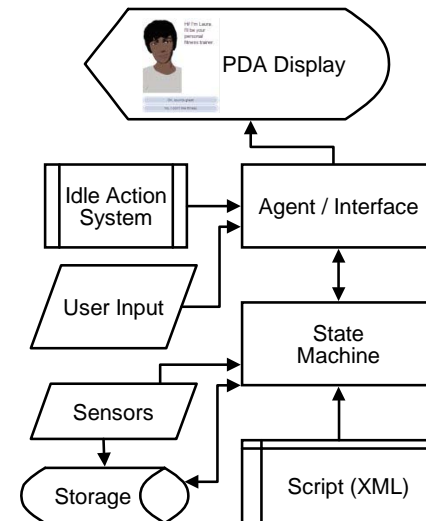 Hi! I'm Laura
I'll be your
personal
fitness trainer
PDA Display
Idle Action
System
Agent / Interface
User Input
State
Machine
Sensors
Storage
Script (XML)